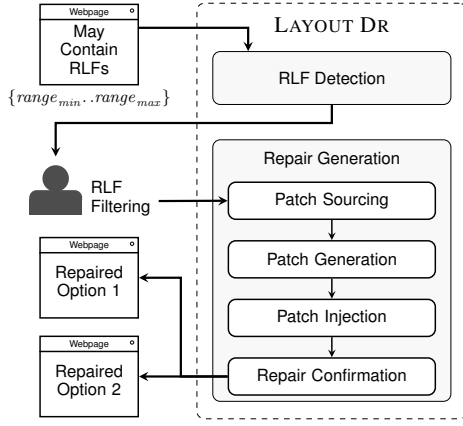 Webpage
May
Contain
RLFs
{range_min..range_max}
LAYOUT DR
RLF Detection
RLF
Filtering
Repair Generation
Patch Sourcing
Patch Generation
Patch Injection
Repair Confirmation
Webpage
Repaired
Option 1
Webpage
Repaired
Option 2